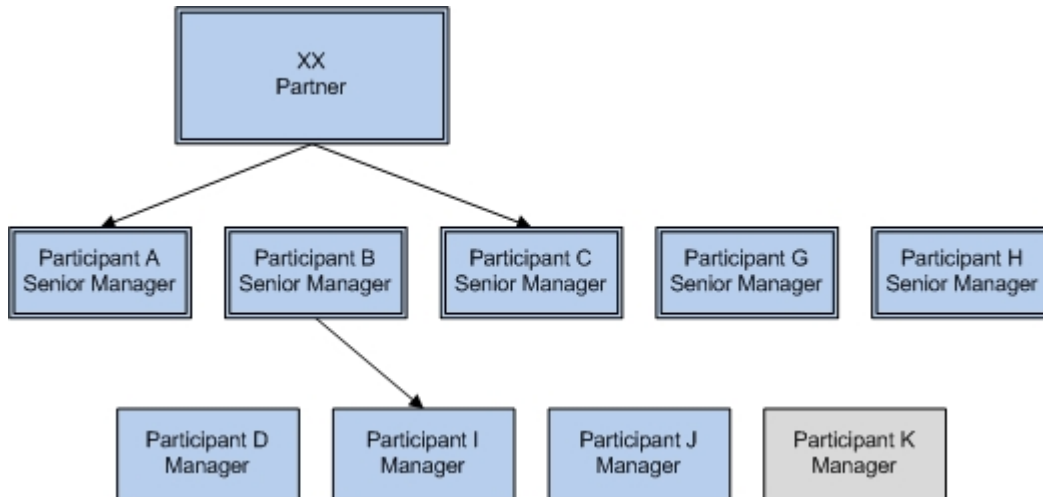 XX
Partner
Participant A
Senior Manager
Participant B
Senior Manager
Participant C
Senior Manager
Participant G
Senior Manager
Participant H
Senior Manager
Participant D
Manager
Participant I
Manager
Participant J
Manager
Participant K
Manager